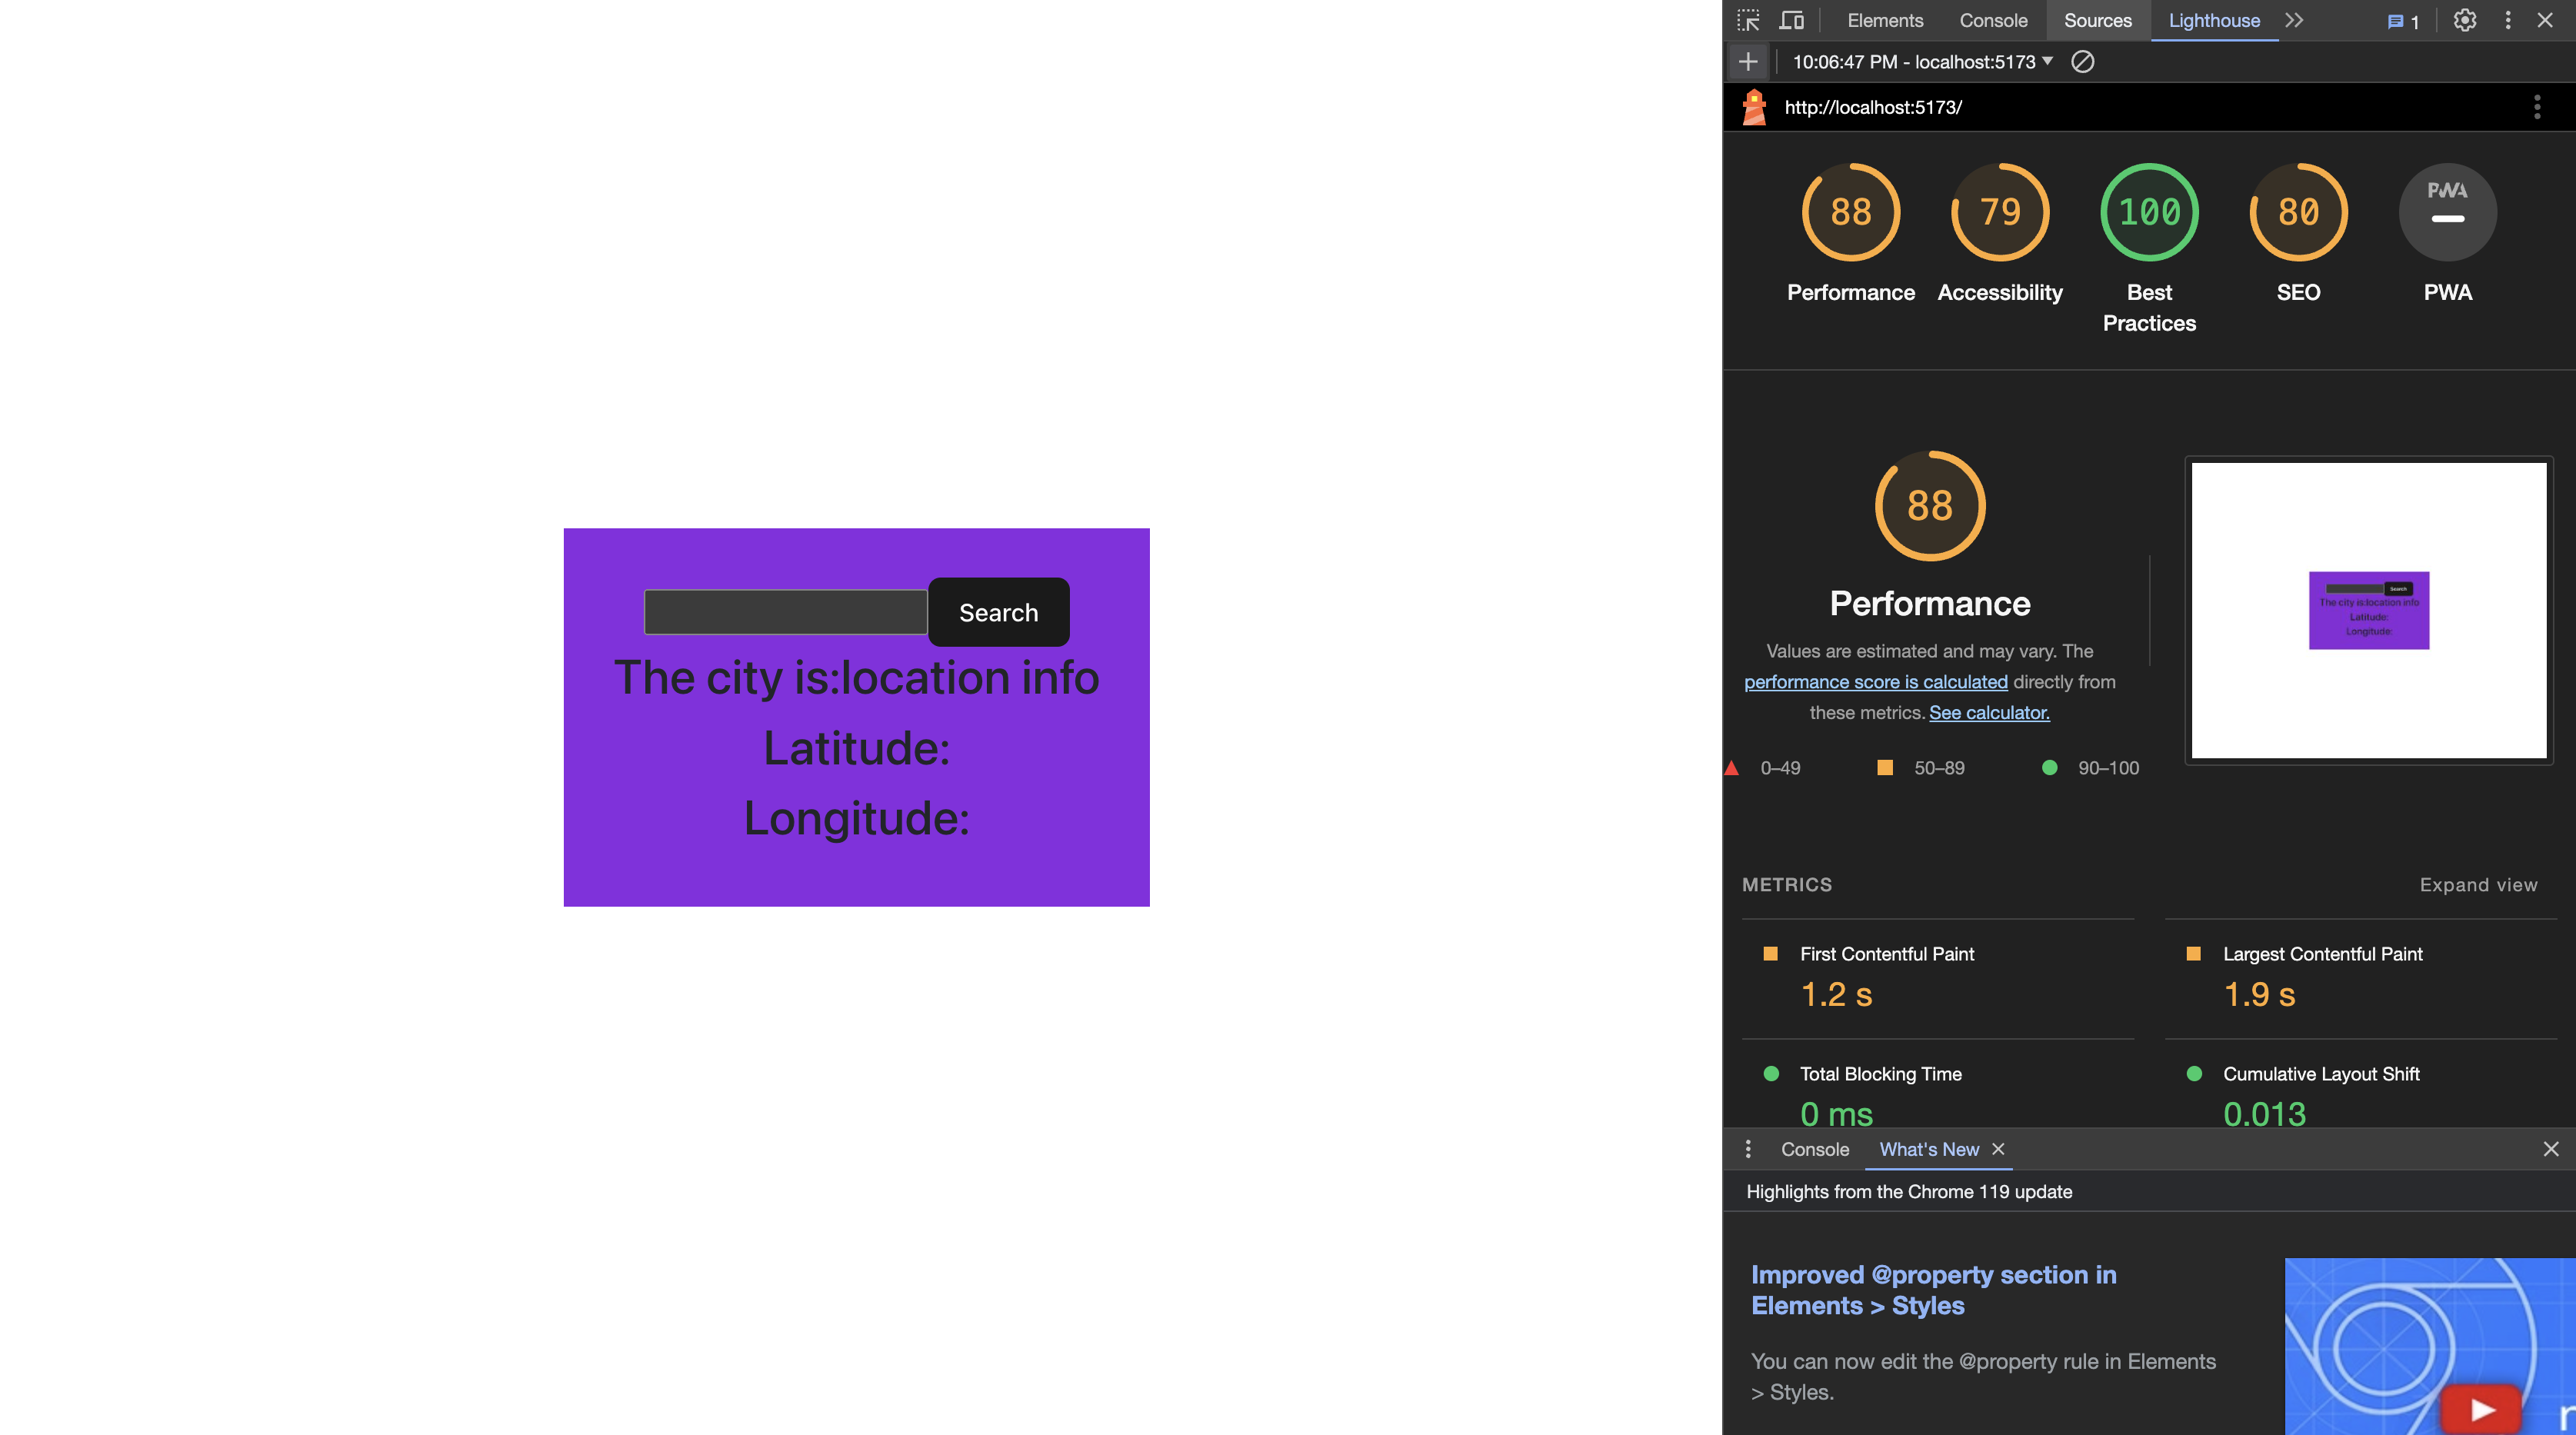 Search
The city is:location info
Latitude:
Longitude:
Elements Console Sources Lighthouse 1
10:06:47 PM - localhost:5173
http://localhost:5173/
88 79 100 80 PWA
Performance Accessibility Best Practices SEO PWA
88
Performance
Values are estimated and may vary. The
performance score is calculated directly from
these metrics. See calculator.
0–49 50–89 90–100
Search
The city is:location info
Latitude:
Longitude:
METRICS Expand view
First Contentful Paint Largest Contentful Paint
1.2 s 1.9 s
Total Blocking Time Cumulative Layout Shift
0 ms 0.013
Console What's New
Highlights from the Chrome 119 update
Improved @property section in
Elements > Styles
You can now edit the @property rule in Elements
> Styles.